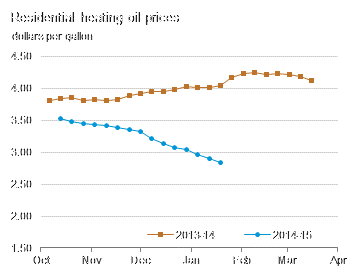 Residential heating oil prices
dollars per gallon
4.50
4.00
3.50
3.00
2.50
2.00
1.50
Oct Nov Dec Jan Feb Mar Apr
2013-14 2014-15